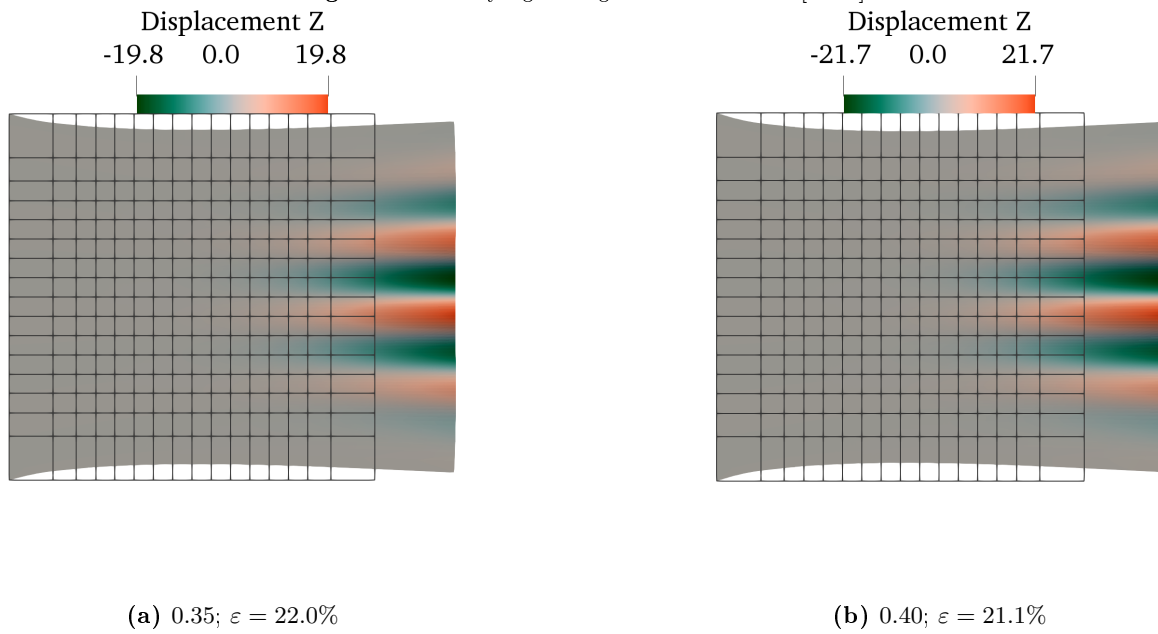 Displacement Z
-19.8 0.0 19.8
Displacement Z
-21.7 0.0 21.7
(a) 0.35; ε = 22.0%
(b) 0.40; ε = 21.1%